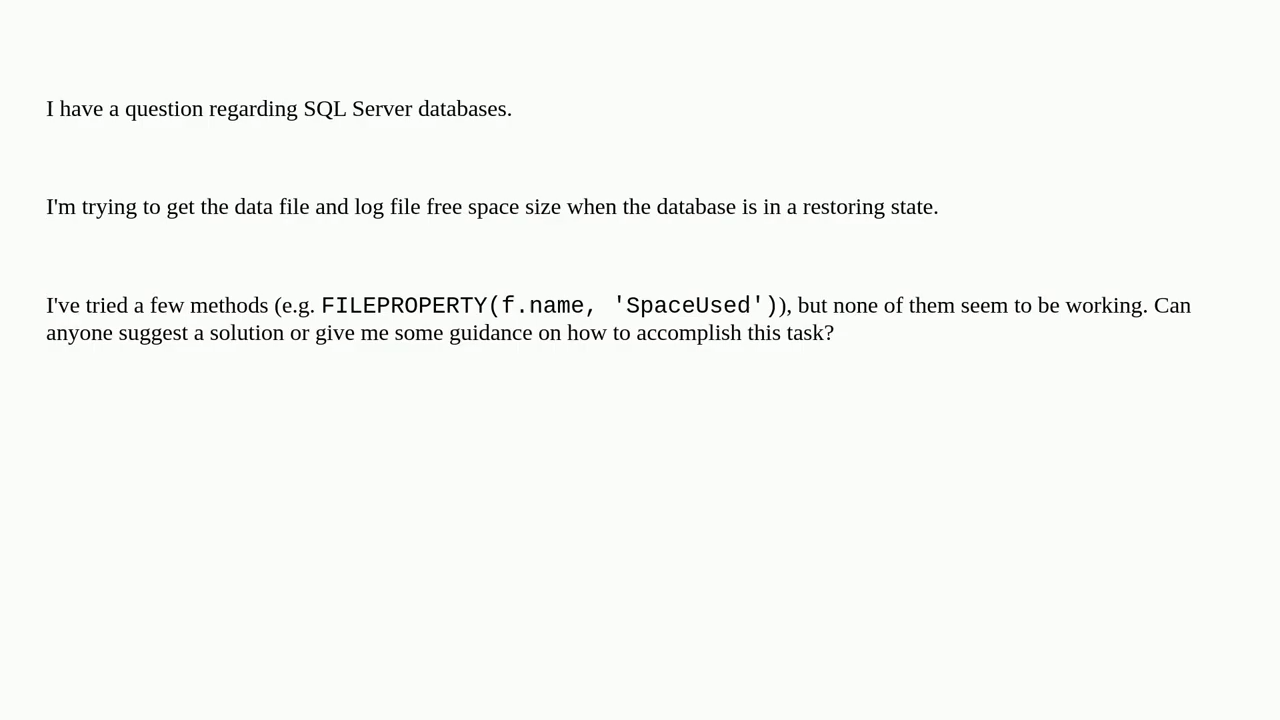 I have a question regarding SQL Server databases.
I'm trying to get the data file and log file free space size when the database is in a restoring state.
I've tried a few methods (e.g. FILEPROPERTY(f.name, 'SpaceUsed')), but none of them seem to be working. Can
anyone suggest a solution or give me some guidance on how to accomplish this task?